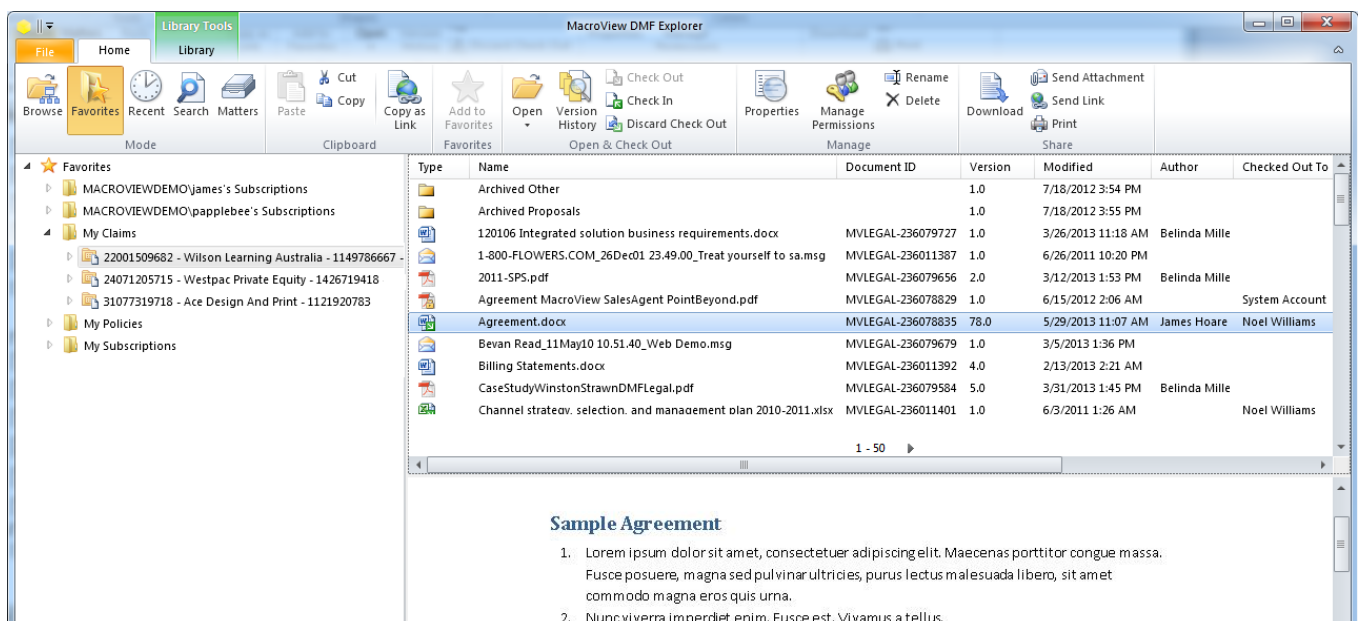 Library Tools
MacroView DMF Explorer
File Home Library
Browse Favorites Recent Search Matters
Mode
Paste
Cut
Copy
Copy as Link
Clipboard
Add to Favorites
Favorites
Open
Version History
Check Out
Check In
Discard Check Out
Open & Check Out
Properties
Manage Permissions
Rename
Delete
Manage
Download
Send Attachment
Send Link
Print
Share
Favorites
MACROVIEWDEMO\james's Subscriptions
MACROVIEWDEMO\papplebee's Subscriptions
My Claims
22001509682 - Wilson Learning Australia - 1149786667 -
24071205715 - Westpac Private Equity - 1426719418
31077319718 - Ace Design And Print - 1121920783
My Policies
My Subscriptions
Type Name Document ID Version Modified Author Checked Out To
Archived Other 1.0 7/18/2012 3:54 PM
Archived Proposals 1.0 7/18/2012 3:55 PM
120106 Integrated solution business requirements.docx MVLEGAL-236079727 1.0 3/26/2013 11:18 AM Belinda Mille
1-800-FLOWERS.COM_26Dec01 23.49.00_Treat yourself to sa.msg MVLEGAL-236011387 1.0 6/26/2011 10:20 PM
2011-SPS.pdf MVLEGAL-236079656 2.0 3/12/2013 1:53 PM Belinda Mille
Agreement MacroView SalesAgent PointBeyond.pdf MVLEGAL-236078829 1.0 6/15/2012 2:06 AM System Account
Agreement.docx MVLEGAL-236078835 78.0 5/29/2013 11:07 AM James Hoare Noel Williams
Bevan Read_11May10 10.51.40_Web Demo.msg MVLEGAL-236079679 1.0 3/5/2013 1:36 PM
Billing Statements.docx MVLEGAL-236011392 4.0 2/13/2013 2:21 AM
CaseStudyWinstonStrawnDMFLegal.pdf MVLEGAL-236079584 5.0 3/31/2013 1:45 PM Belinda Mille
Channel strategy, selection, and management plan 2010-2011.xlsx MVLEGAL-236011401 1.0 6/3/2011 1:26 AM Noel Williams
1 - 50
Sample Agreement
1. Lorem ipsum dolor sit amet, consectetuer adipiscing elit. Maecenas porttitor congue massa.
Fusce posuere, magna sed pulvinar ultricies, purus lectus malesuada libero, sit amet
commodo magna eros quis urna.
2. Nunc viverra imperdiet enim. Fusce est. Vivamus a tellus.